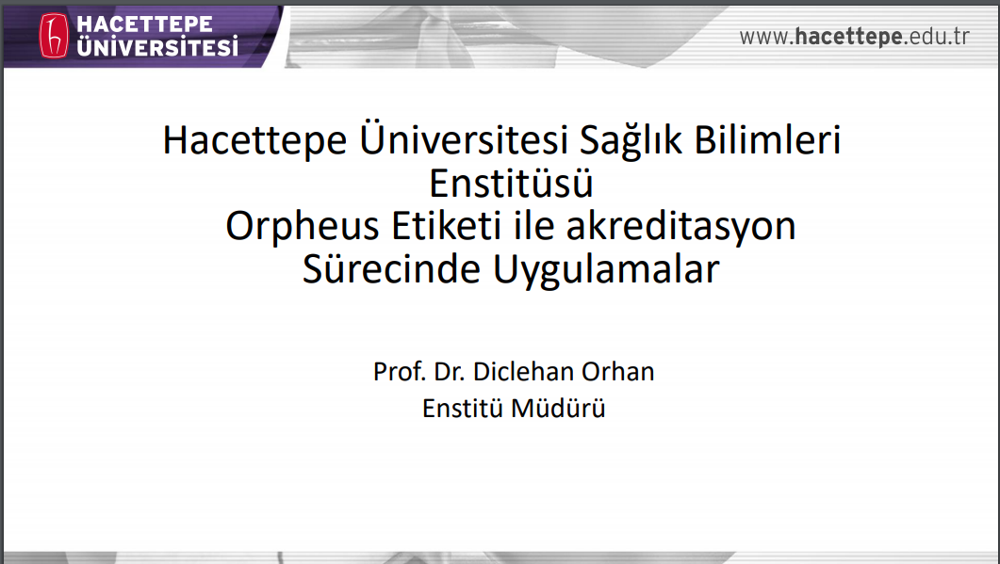 HACETTEPE
ÜNİVERSİTESİ
www.hacettepe.edu.tr
Hacettepe Üniversitesi Sağlık Bilimleri
Enstitüsü
Orpheus Etiketi ile akreditasyon
Sürecinde Uygulamalar
Prof. Dr. Diclehan Orhan
Enstitü Müdürü